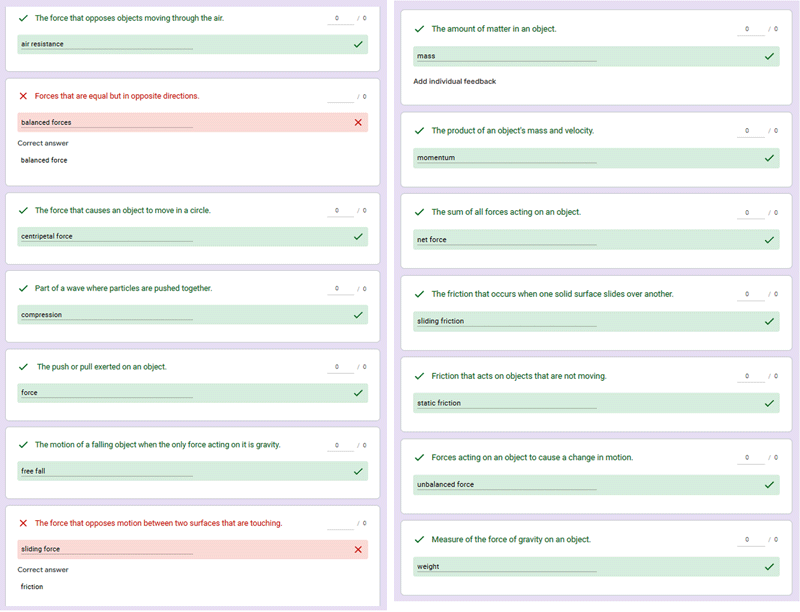 The force that opposes objects moving through the air.
0 / 0
air resistance
Forces that are equal but in opposite directions.
/ 0
balanced forces
Correct answer
balanced force
The force that causes an object to move in a circle.
0 / 0
centripetal force
Part of a wave where particles are pushed together.
0 / 0
compression
The push or pull exerted on an object.
0 / 0
force
The motion of a falling object when the only force acting on it is gravity.
0 / 0
free fall
The force that opposes motion between two surfaces that are touching.
/ 0
sliding force
Correct answer
friction
The amount of matter in an object.
0 / 0
mass
Add individual feedback
The product of an object's mass and velocity.
0 / 0
momentum
The sum of all forces acting on an object.
0 / 0
net force
The friction that occurs when one solid surface slides over another.
0 / 0
sliding friction
Friction that acts on objects that are not moving.
0 / 0
static friction
Forces acting on an object to cause a change in motion.
0 / 0
unbalanced force
Measure of the force of gravity on an object.
0 / 0
weight